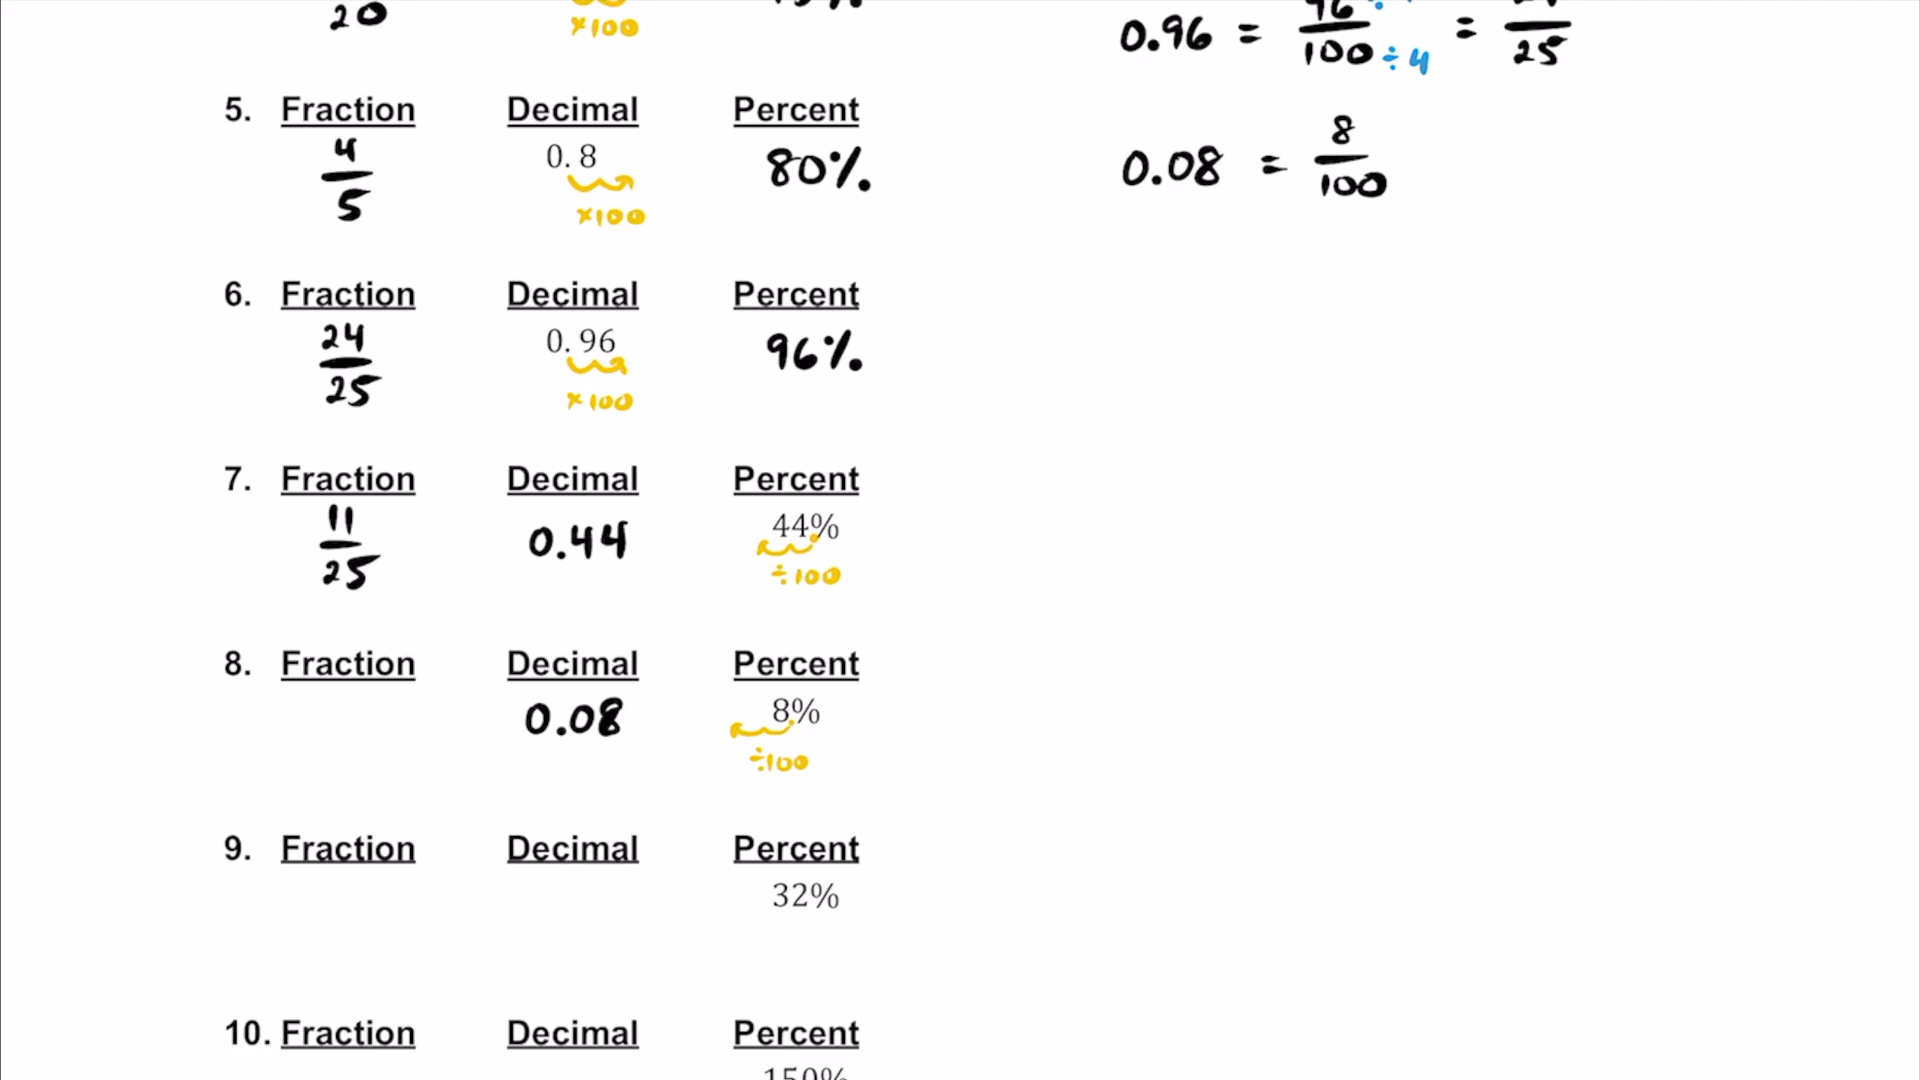 20 ×100
0.96 = 96/100 ÷4 = /25
5. Fraction Decimal Percent
4/5 0.8 80%
×100
0.08 = 8/100
6. Fraction Decimal Percent
24/25 0.96 96%
×100
7. Fraction Decimal Percent
11/25 0.44 44%
÷100
8. Fraction Decimal Percent
0.08 8%
÷100
9. Fraction Decimal Percent
32%
10. Fraction Decimal Percent
150%